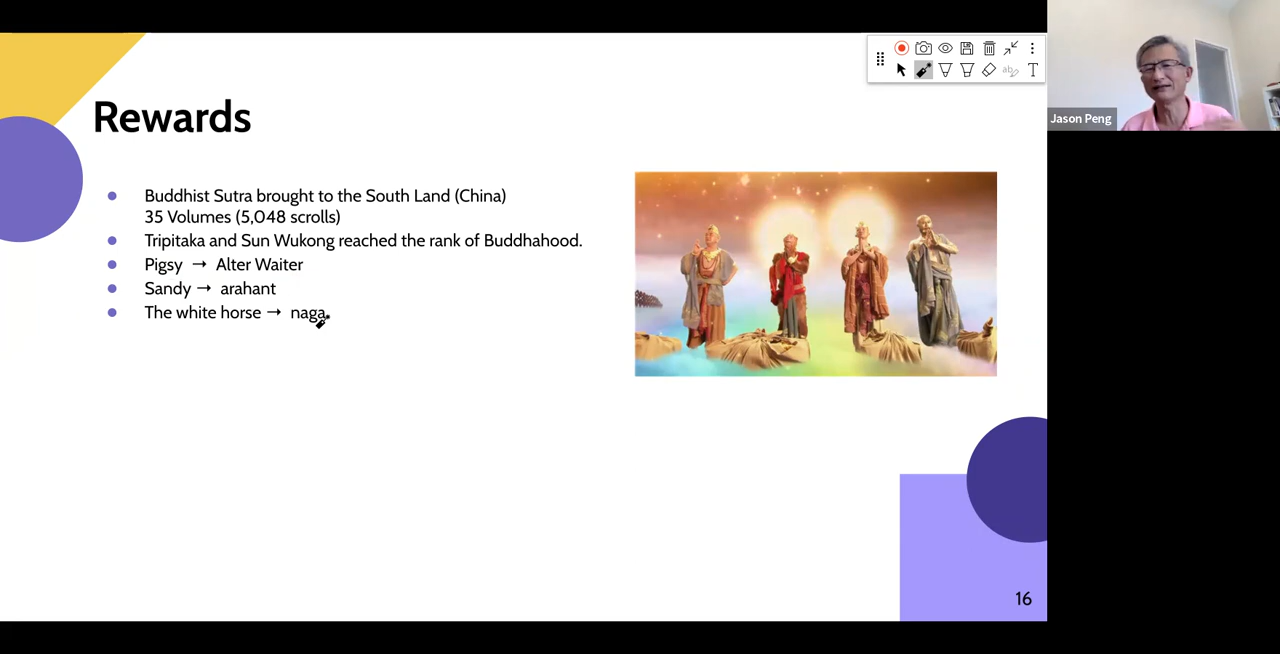 Rewards
Buddhist Sutra brought to the South Land (China)
35 Volumes (5,048 scrolls)
Tripitaka and Sun Wukong reached the rank of Buddhahood.
Pigsy → Alter Waiter
Sandy → arahant
The white horse → naga
16
ab
T
Jason Peng